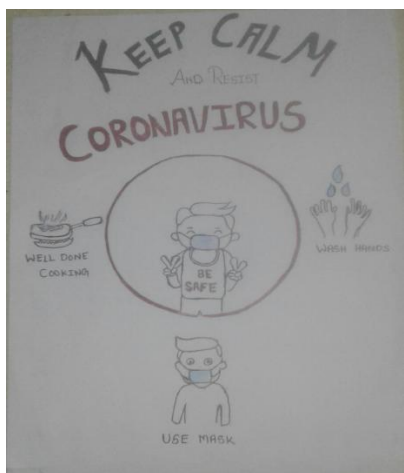 KEEP CALM
AND RESIST
CORONAVIRUS
WELL DONE
COOKING
BE
SAFE
WASH HANDS
USE MASK